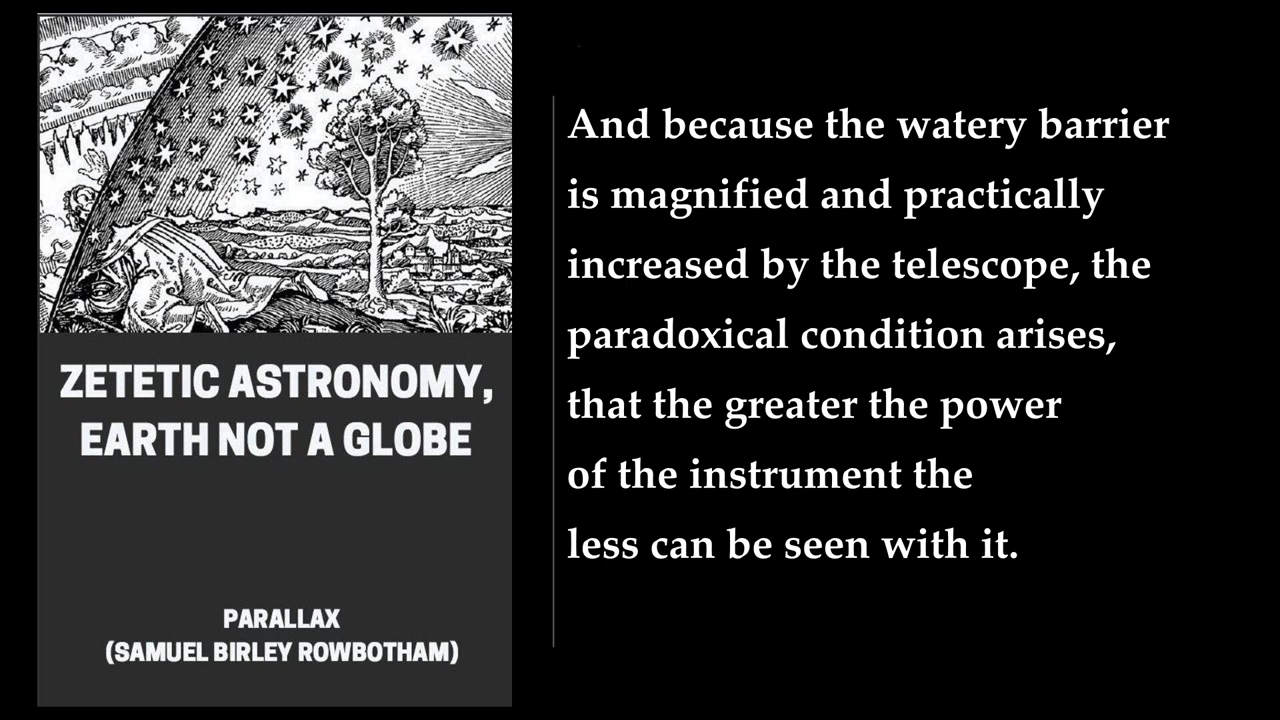 ZETETIC ASTRONOMY,
EARTH NOT A GLOBE
PARALLAX
(SAMUEL BIRLEY ROWBOTHAM)
And because the watery barrier
is magnified and practically
increased by the telescope, the
paradoxical condition arises,
that the greater the power
of the instrument the
less can be seen with it.